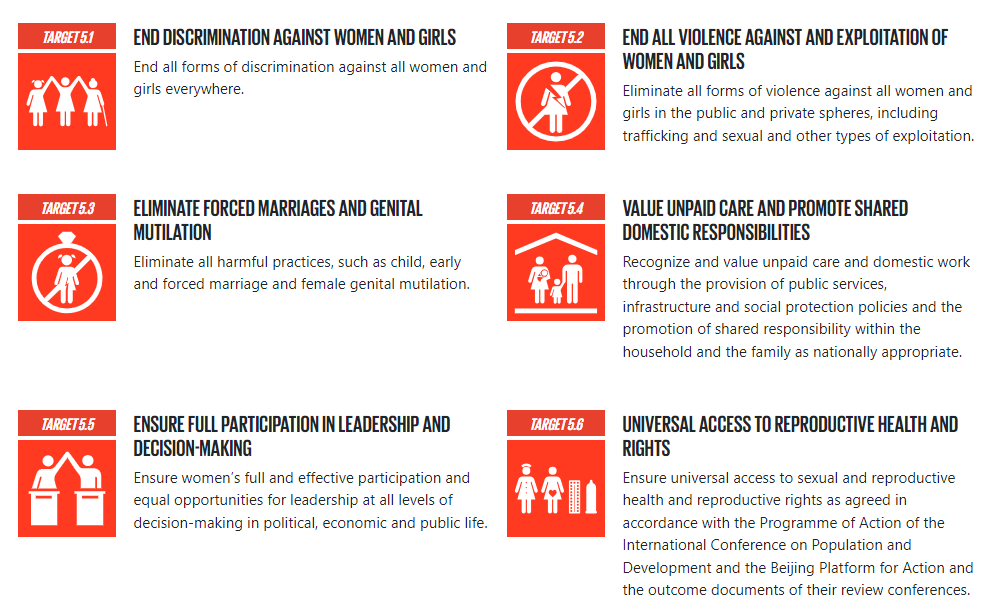 TARGET 5.1
END DISCRIMINATION AGAINST WOMEN AND GIRLS
End all forms of discrimination against all women and
girls everywhere.
TARGET 5.2
END ALL VIOLENCE AGAINST AND EXPLOITATION OF
WOMEN AND GIRLS
Eliminate all forms of violence against all women and
girls in the public and private spheres, including
trafficking and sexual and other types of exploitation.
TARGET 5.3
ELIMINATE FORCED MARRIAGES AND GENITAL
MUTILATION
Eliminate all harmful practices, such as child, early
and forced marriage and female genital mutilation.
TARGET 5.4
VALUE UNPAID CARE AND PROMOTE SHARED
DOMESTIC RESPONSIBILITIES
Recognize and value unpaid care and domestic work
through the provision of public services,
infrastructure and social protection policies and the
promotion of shared responsibility within the
household and the family as nationally appropriate.
TARGET 5.5
ENSURE FULL PARTICIPATION IN LEADERSHIP AND
DECISION-MAKING
Ensure women's full and effective participation and
equal opportunities for leadership at all levels of
decision-making in political, economic and public life.
TARGET 5.6
UNIVERSAL ACCESS TO REPRODUCTIVE HEALTH AND
RIGHTS
Ensure universal access to sexual and reproductive
health and reproductive rights as agreed in
accordance with the Programme of Action of the
International Conference on Population and
Development and the Beijing Platform for Action and
the outcome documents of their review conferences.